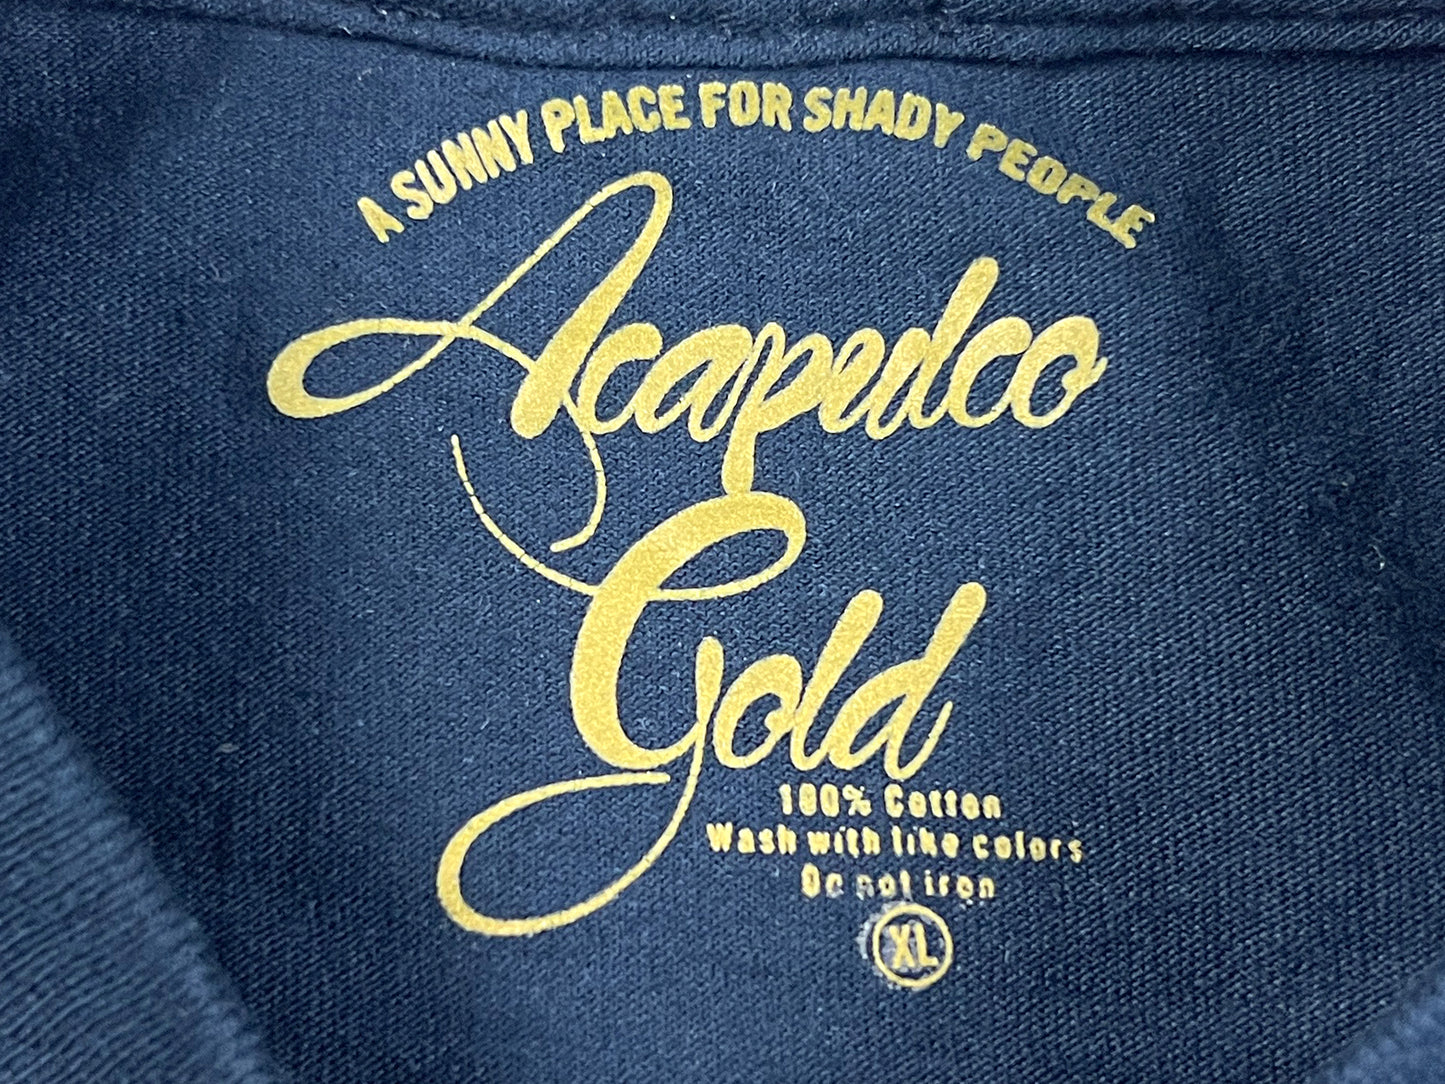 A SUNNY PLACE FOR SHADY PEOPLE
Acapulco
Gold
100% Cotton
Wash with like colors
Do not iron
XL